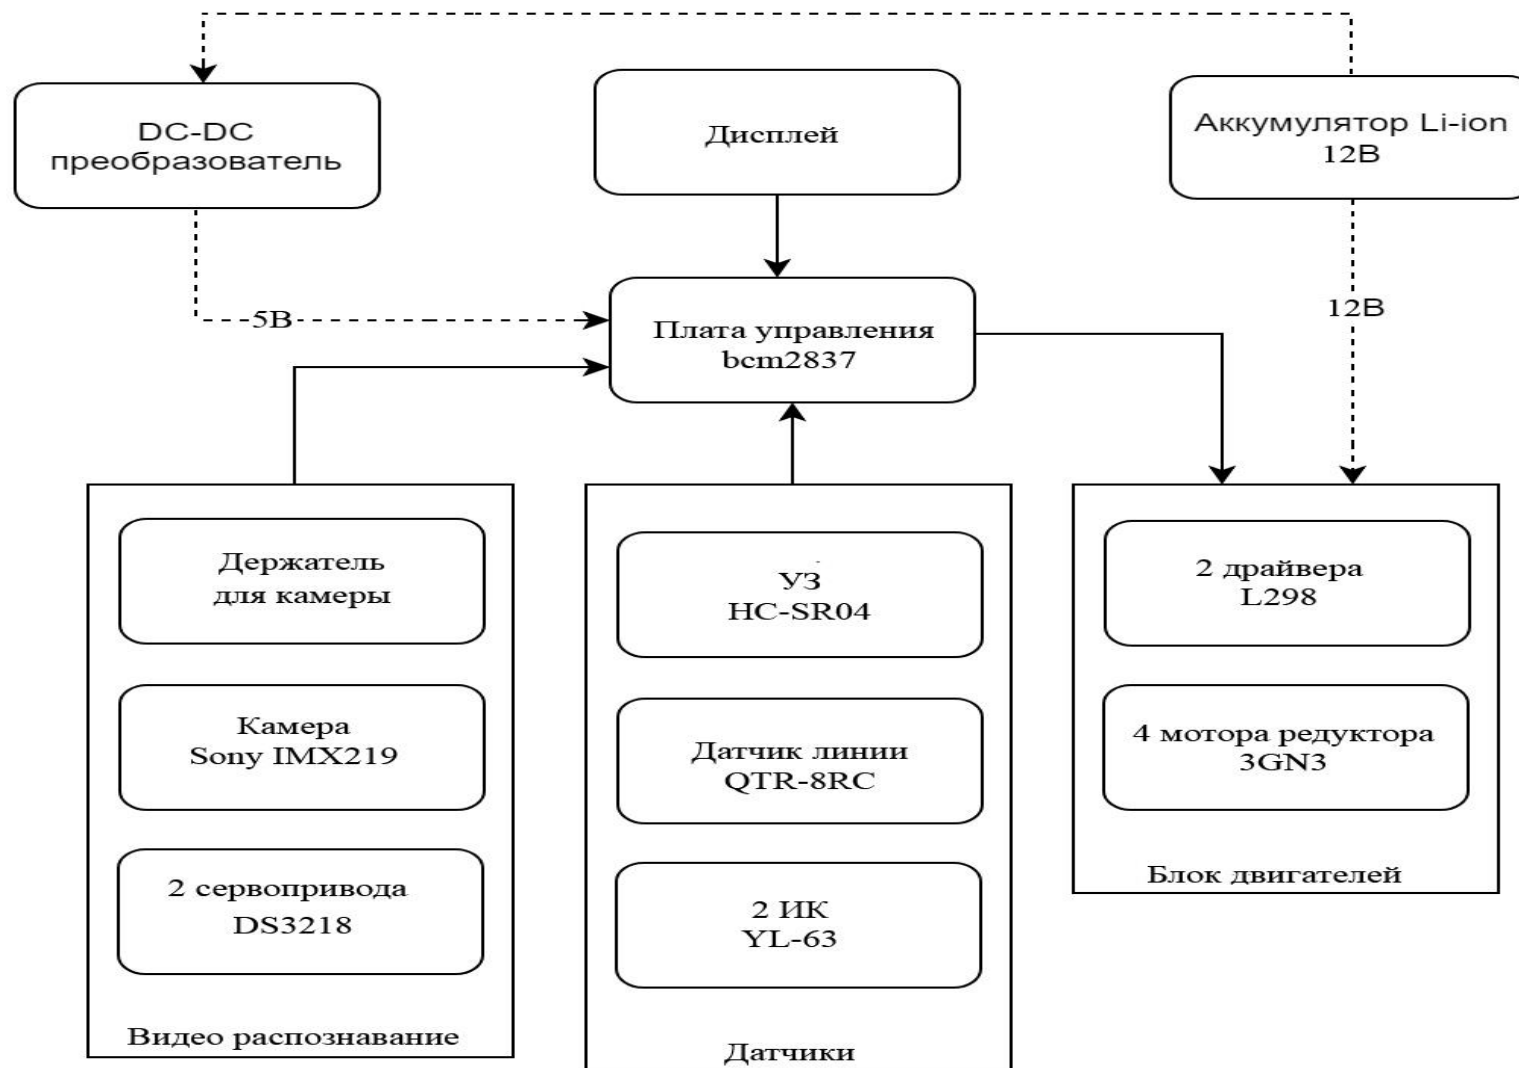 DC-DC
преобразователь
Дисплей
Аккумулятор Li-ion
12В
5В
Плата управления
bcm2837
12В
Держатель
для камеры
Камера
Sony IMX219
2 сервопривода
DS3218
Видео распознавание
УЗ
HC-SR04
Датчик линии
QTR-8RC
2 ИК
YL-63
Датчики
2 драйвера
L298
4 мотора редуктора
3GN3
Блок двигателей